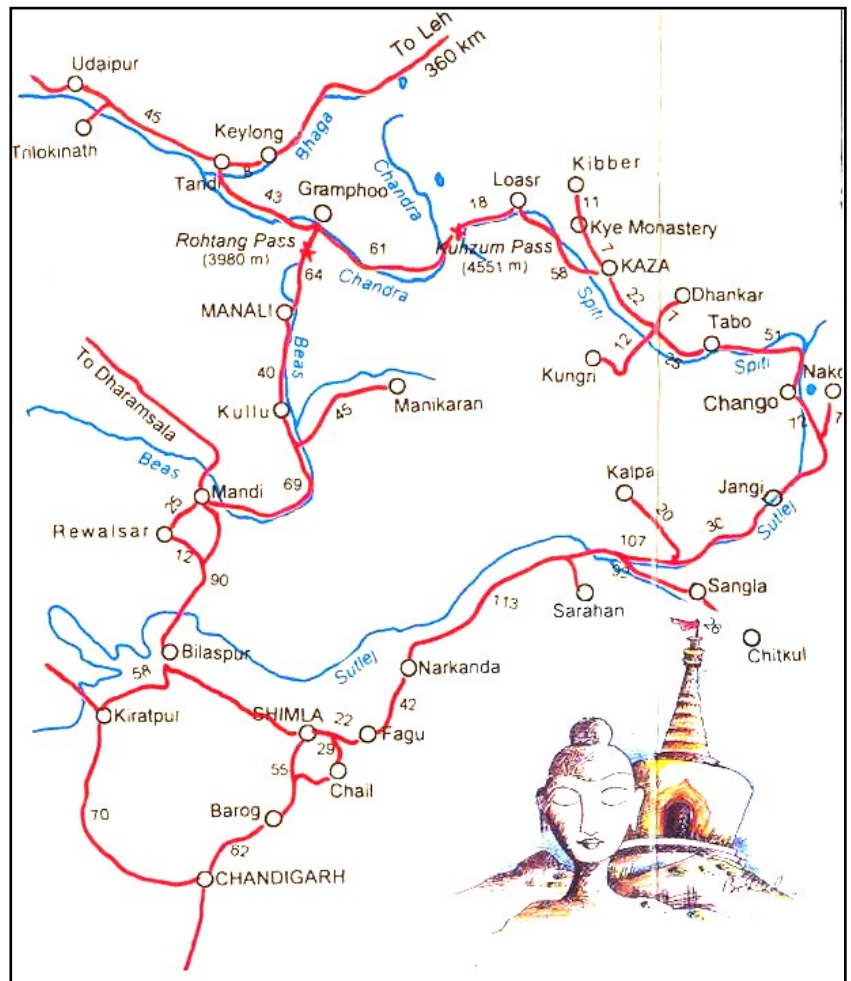 To Leh
360 km
Udaipur
45
Trilokinath
Keylong
8
Bhaga
Tandi
43
Gramphoo
Chandra
Rohtang Pass
(3980 m)
64
61
Chandra
18
Loasr
Kuhzum Pass
(4551 m)
58
Kibber
11
Kye Monastery
7
KAZA
22
Spiti
Dhankar
1
12
Kungri
Tabo
51
Spiti
Nako
Chango
72
7
MANALI
Beas
40
Kullu
45
Manikaran
To Dharamsala
Beas
Mandi
69
25
Rewalsar
12
90
Kalpa
20
Jangi
30
Sutlej
107
Sangla
Sarahan
113
26
Chitkul
Bilaspur
58
Sutlej
Narkanda
42
Kiratpur
SHIMLA
22
Fagu
29
55
Chail
70
Barog
62
CHANDIGARH